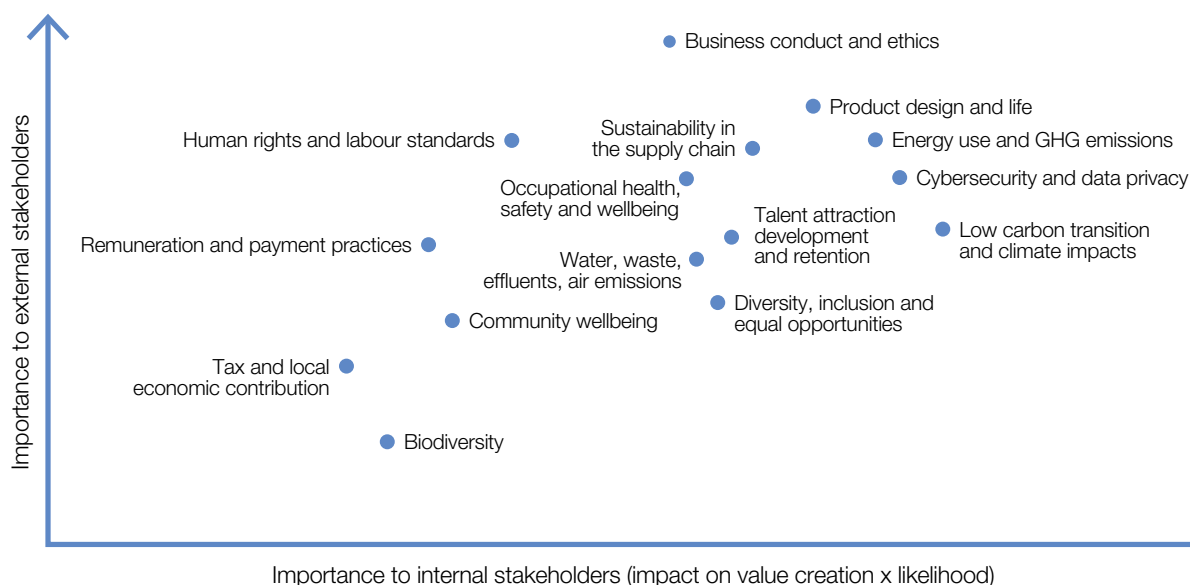 Business conduct and ethics
Product design and life
Human rights and labour standards
Sustainability in
the supply chain
Energy use and GHG emissions
Occupational health,
safety and wellbeing
Cybersecurity and data privacy
Remuneration and payment practices
Talent attraction
development
and retention
Low carbon transition
and climate impacts
Water, waste,
effluents, air emissions
Diversity, inclusion and
equal opportunities
Community wellbeing
Tax and local
economic contribution
Biodiversity
Importance to external stakeholders
Importance to internal stakeholders (impact on value creation x likelihood)